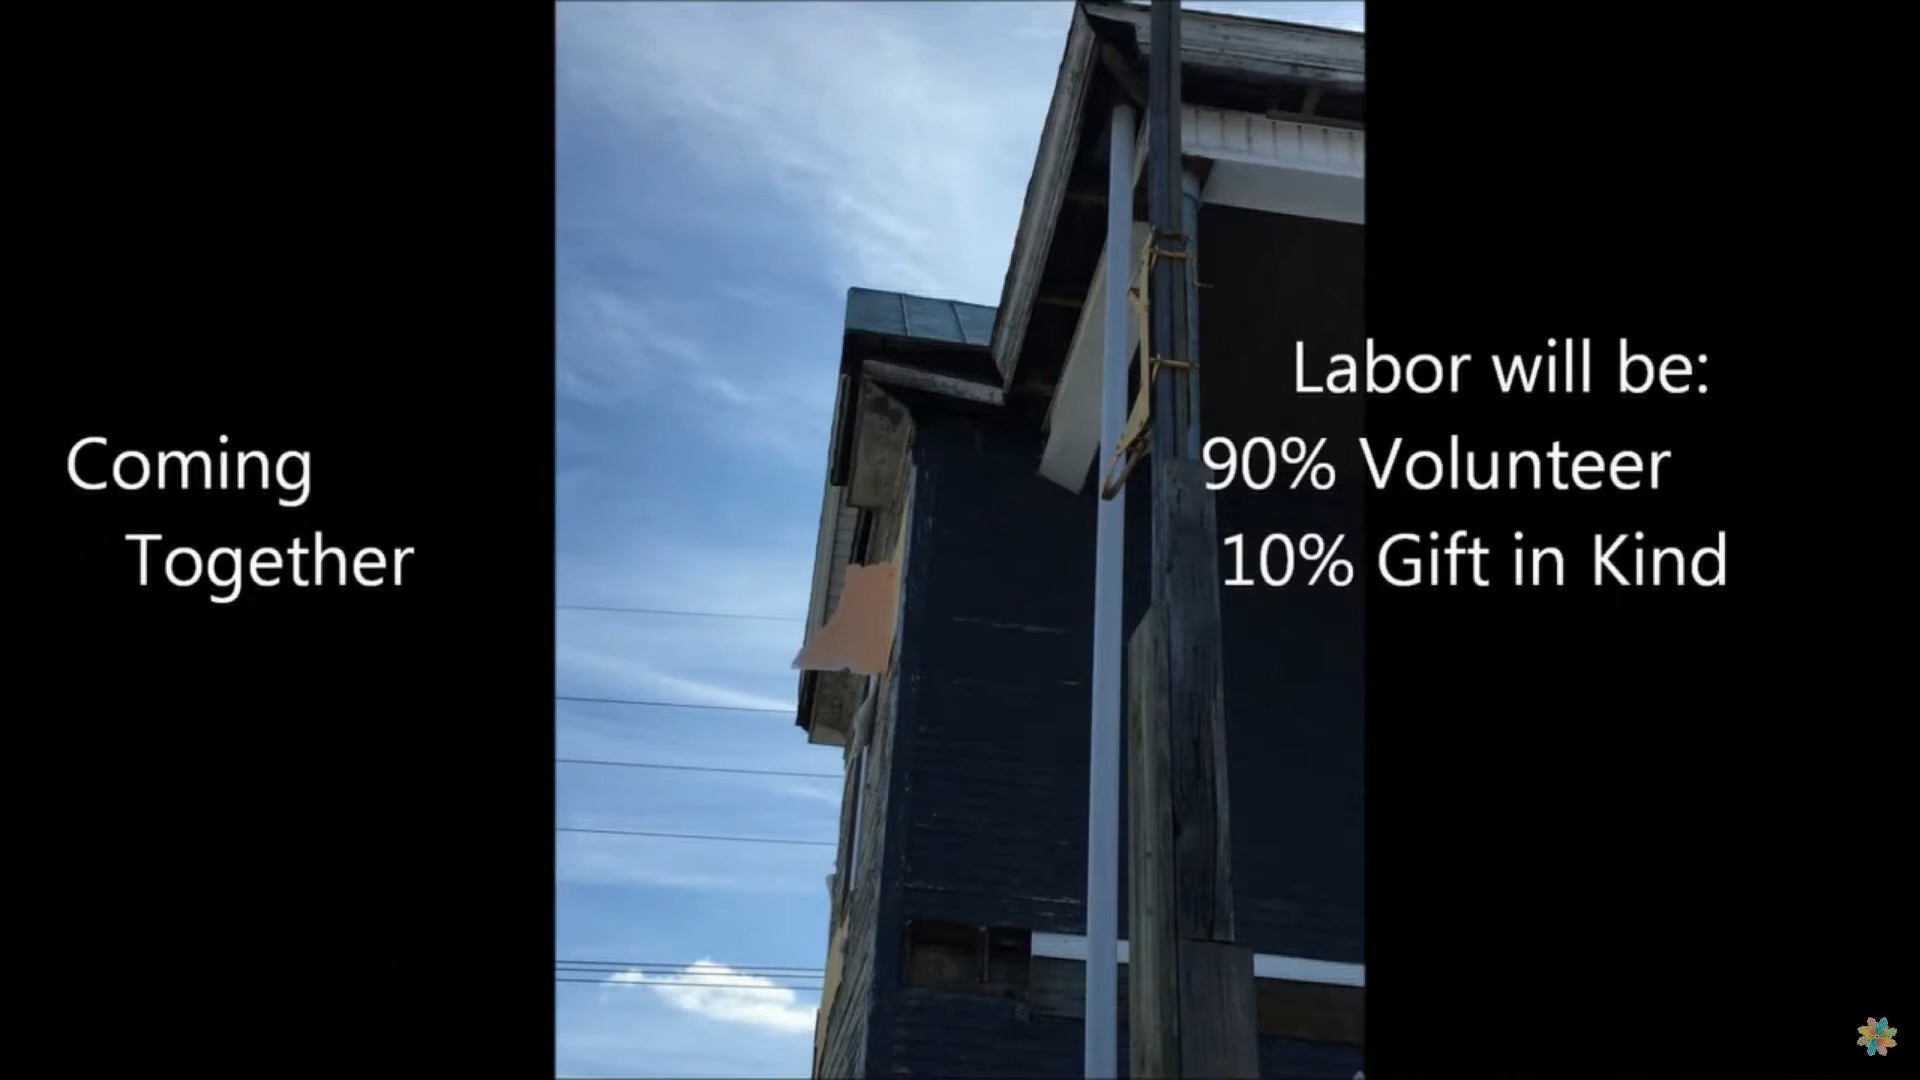 Coming
Together
Labor will be:
90% Volunteer
10% Gift in Kind